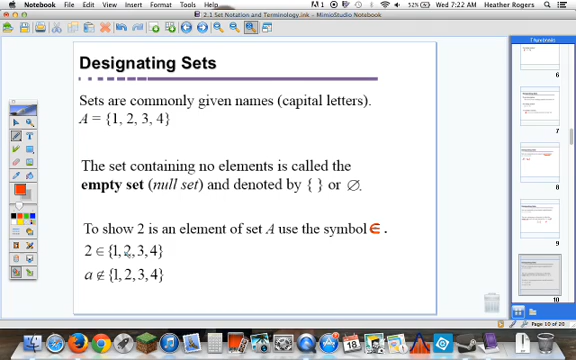 Notebook File Edit View Insert Format Tools Help 52% Wed 7:22 AM Heather Rogers
2.1 Set Notation and Terminology.ink - MimioStudio Notebook
Designating Sets
Sets are commonly given names (capital letters).
A = {1, 2, 3, 4}
The set containing no elements is called the
empty set (null set) and denoted by { } or ∅.
To show 2 is an element of set A use the symbol ∈ .
2 ∈ {1, 2, 3, 4}
a ∉ {1, 2, 3, 4}
6
7
8
9
10
18
Page 10 of 20